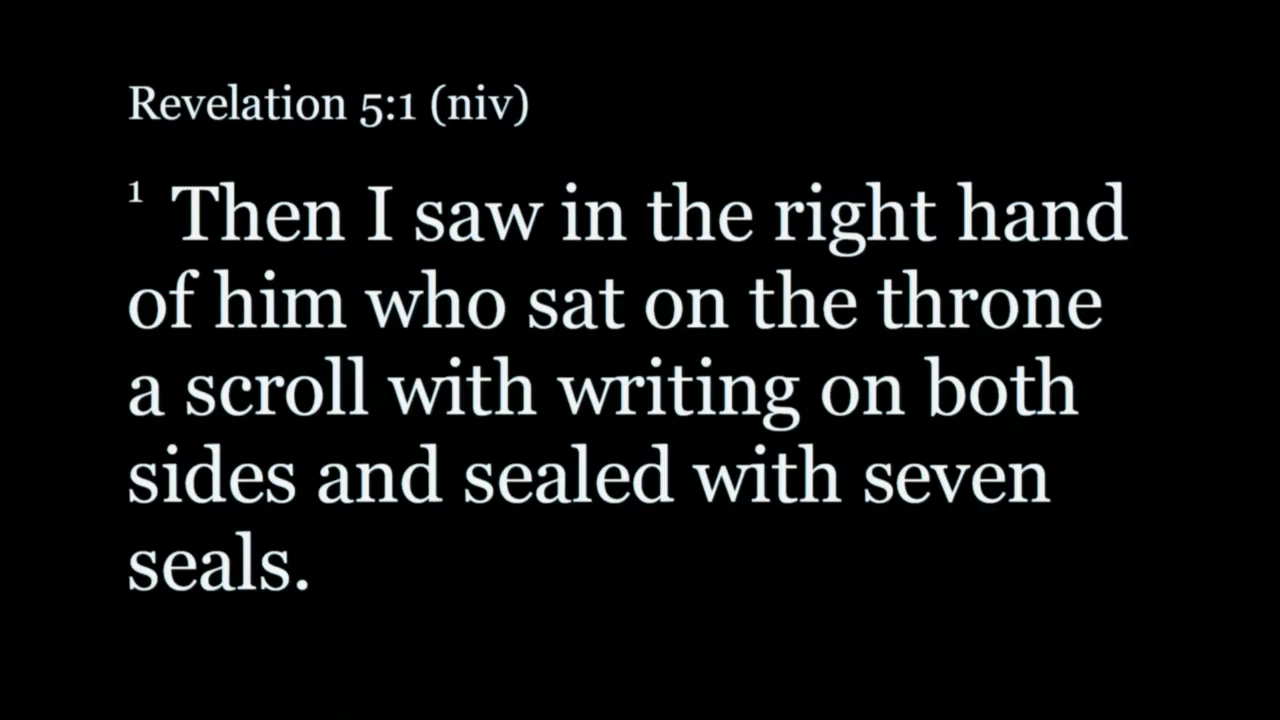 Revelation 5:1 (niv)
1 Then I saw in the right hand
of him who sat on the throne
a scroll with writing on both
sides and sealed with seven
seals.